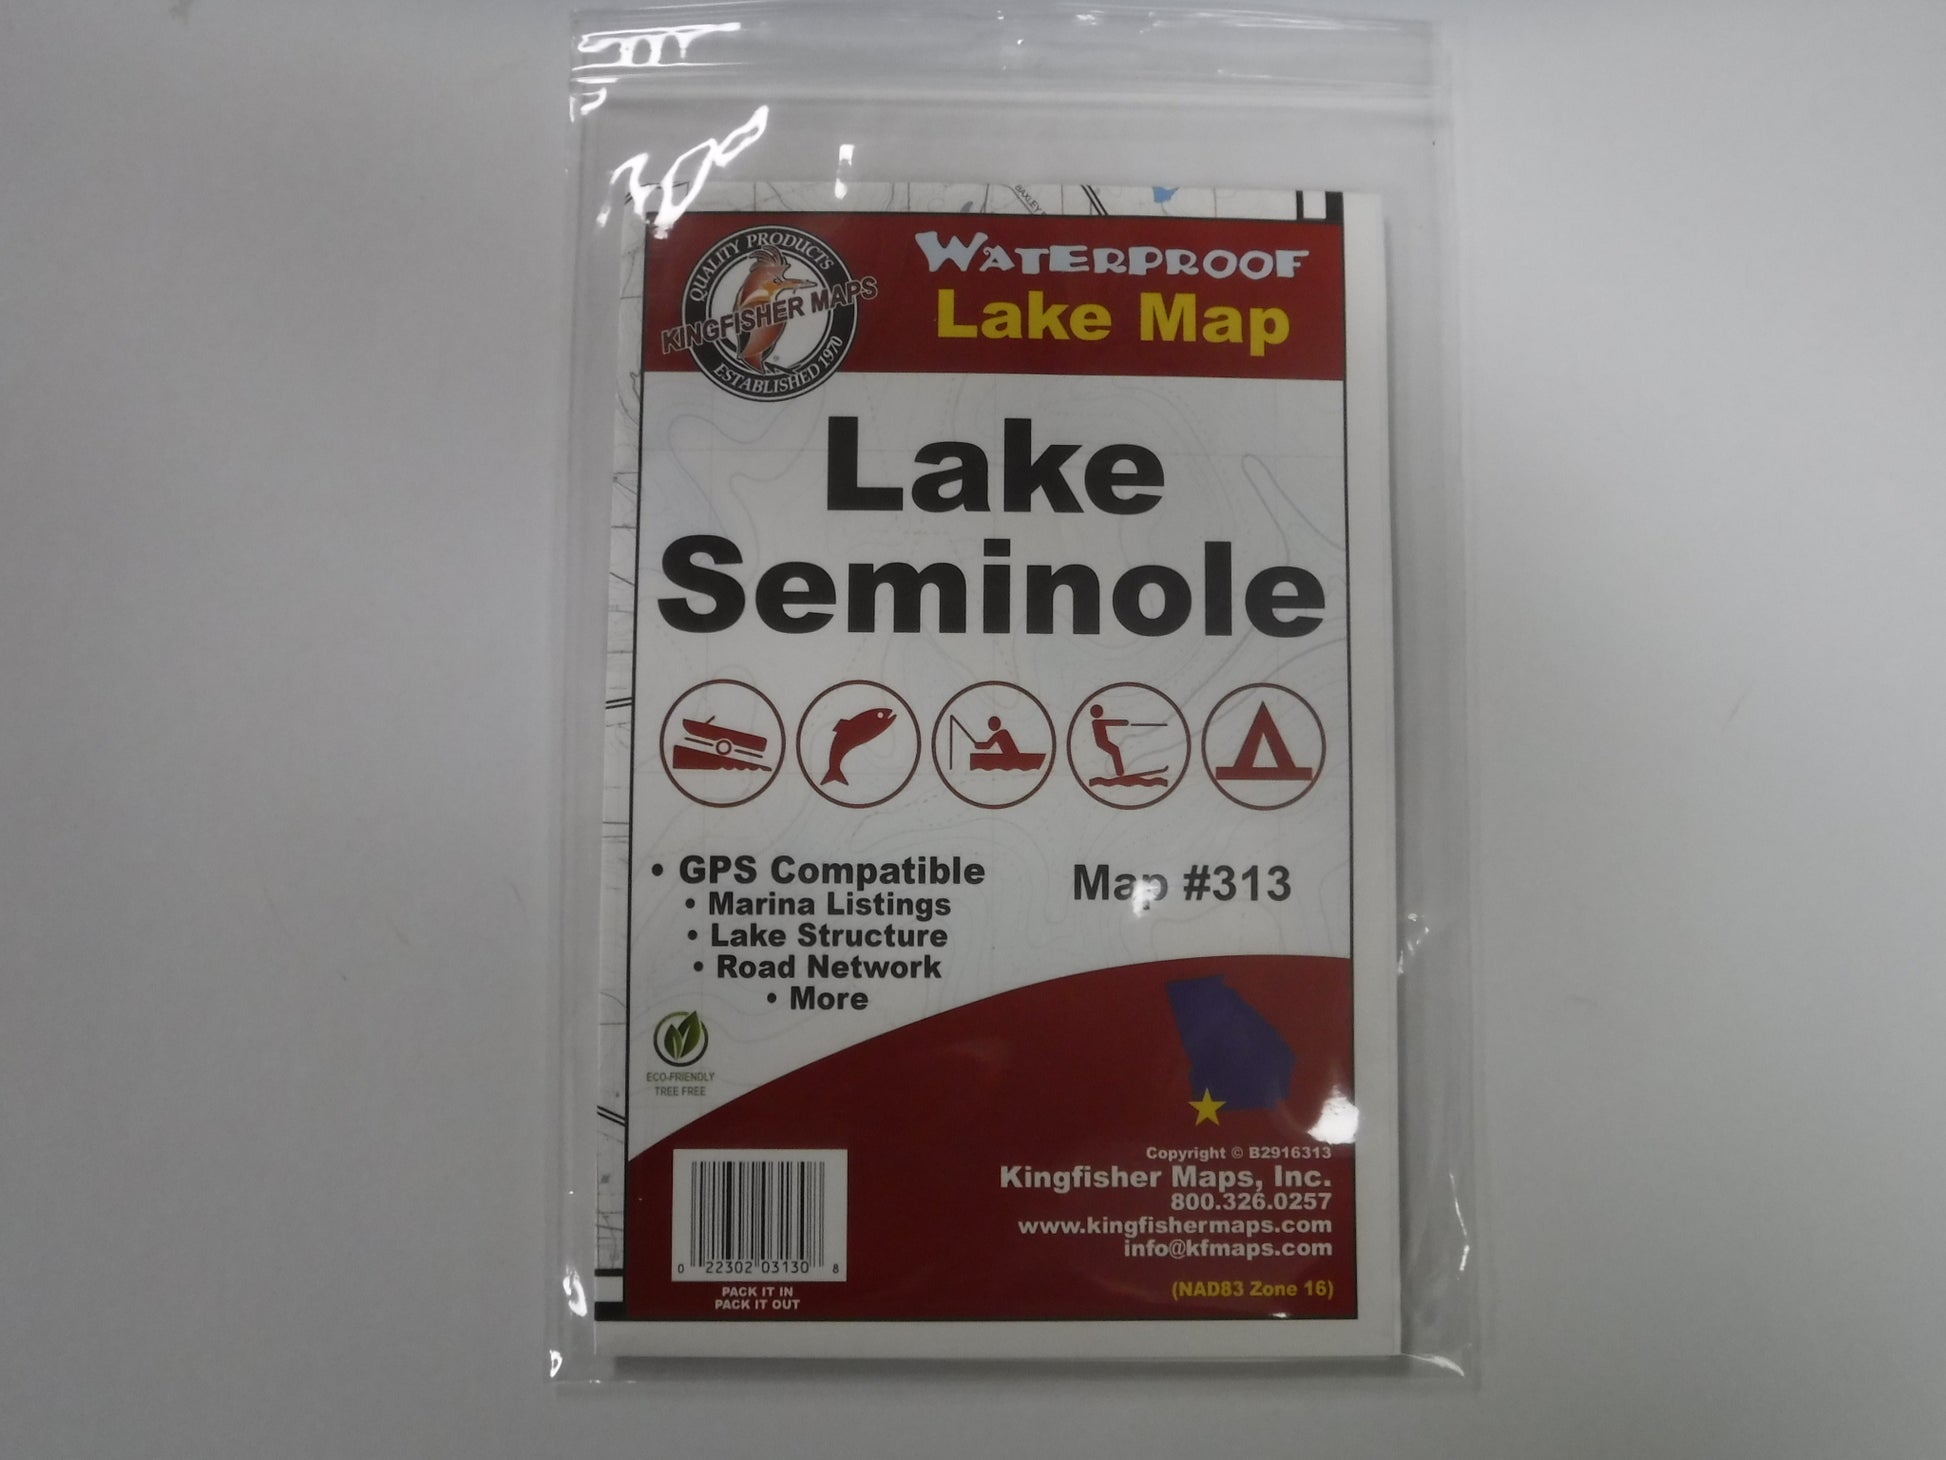 BAXLEY
QUALITY PRODUCTS
KINGFISHER MAPS
ESTABLISHED 1970
WATERPROOF
Lake Map
Lake
Seminole
• GPS Compatible
• Marina Listings
• Lake Structure
• Road Network
• More
Map #313
ECO-FRIENDLY
TREE FREE
Copyright © B2916313
Kingfisher Maps, Inc.
800.326.0257
www.kingfishermaps.com
info@kfmaps.com
(NAD83 Zone 16)
0 22302 03130 8
PACK IT IN
PACK IT OUT